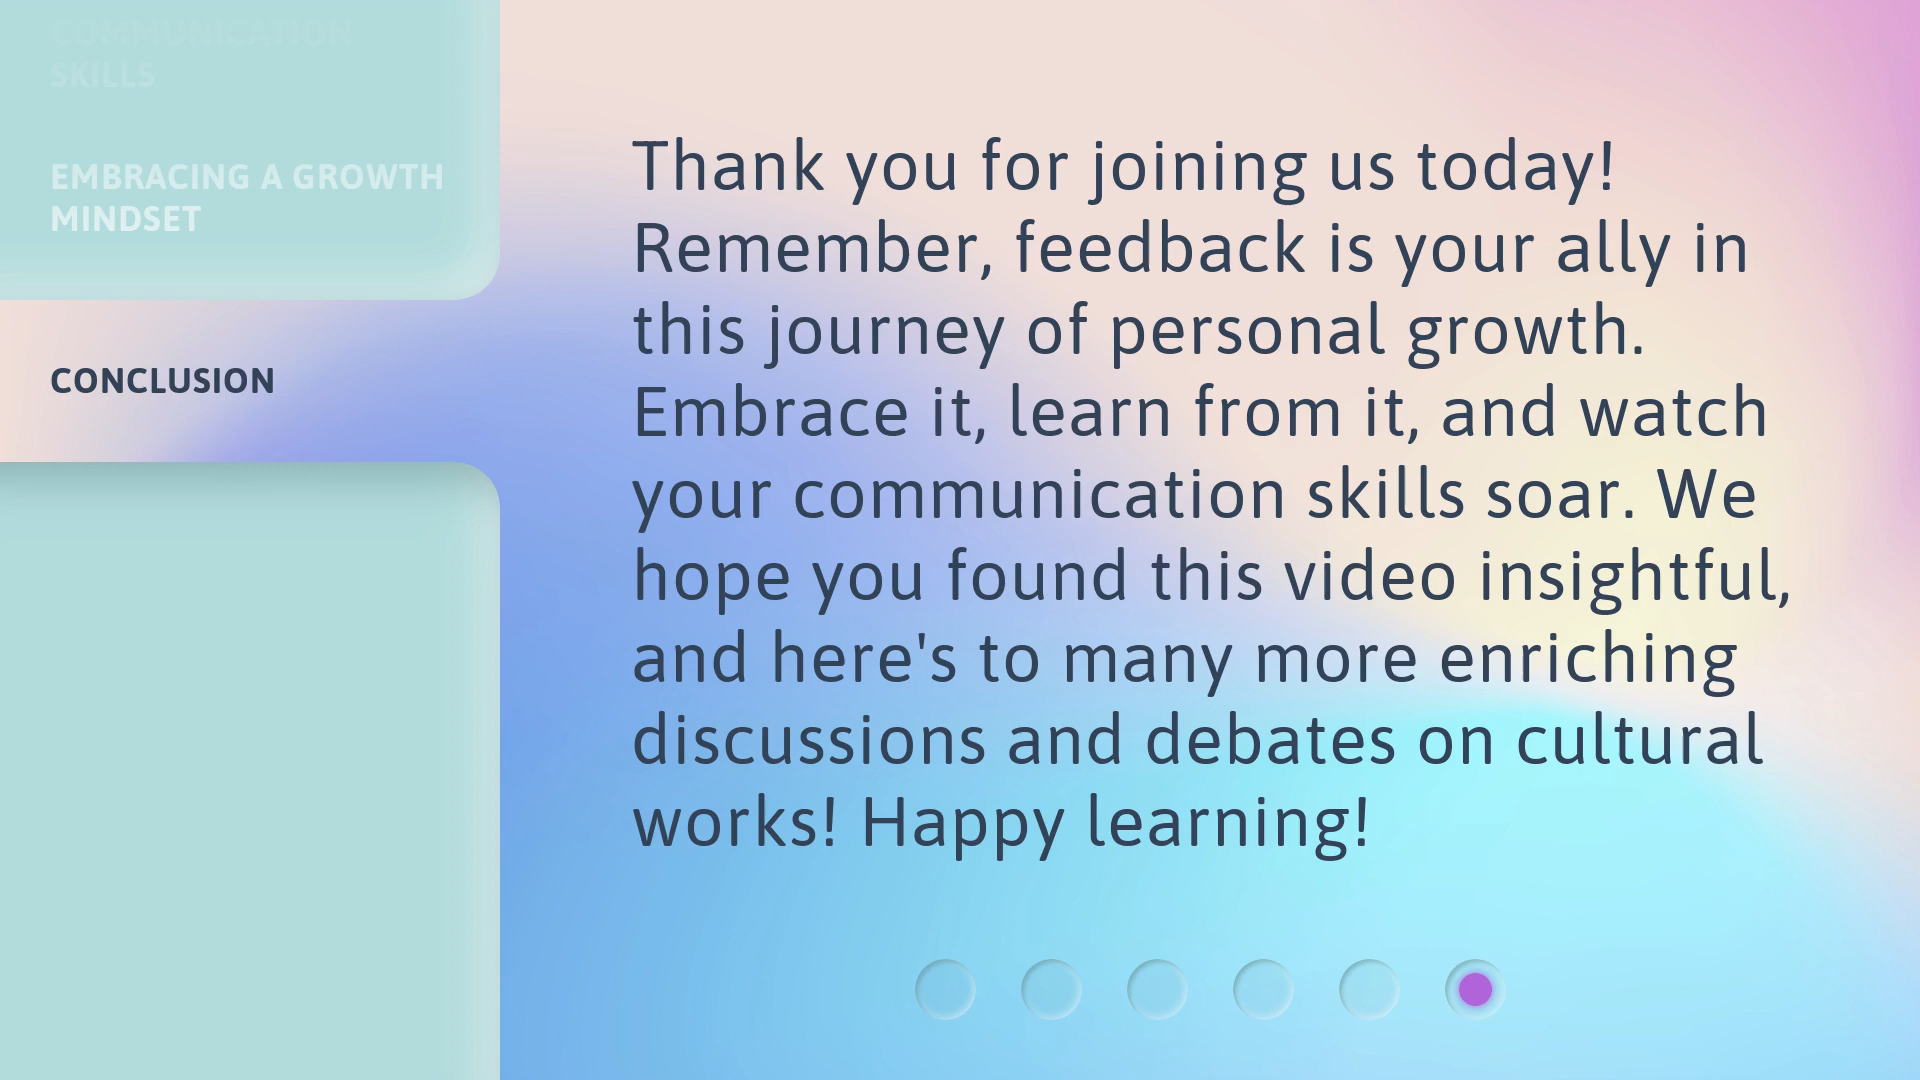 COMMUNICATION
SKILLS
EMBRACING A GROWTH
MINDSET
CONCLUSION
Thank you for joining us today!
Remember, feedback is your ally in
this journey of personal growth.
Embrace it, learn from it, and watch
your communication skills soar. We
hope you found this video insightful,
and here's to many more enriching
discussions and debates on cultural
works! Happy learning!